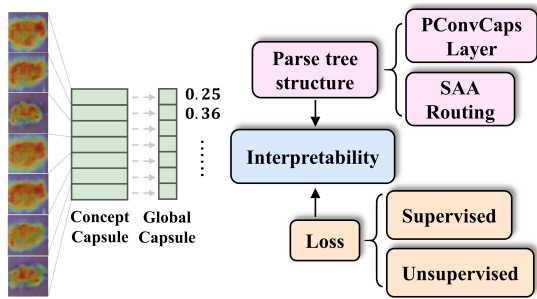 0.25
0.36
Concept
Capsule
Global
Capsule
Parse tree
structure
PConvCaps
Layer
SAA
Routing
Interpretability
Loss
Supervised
Unsupervised